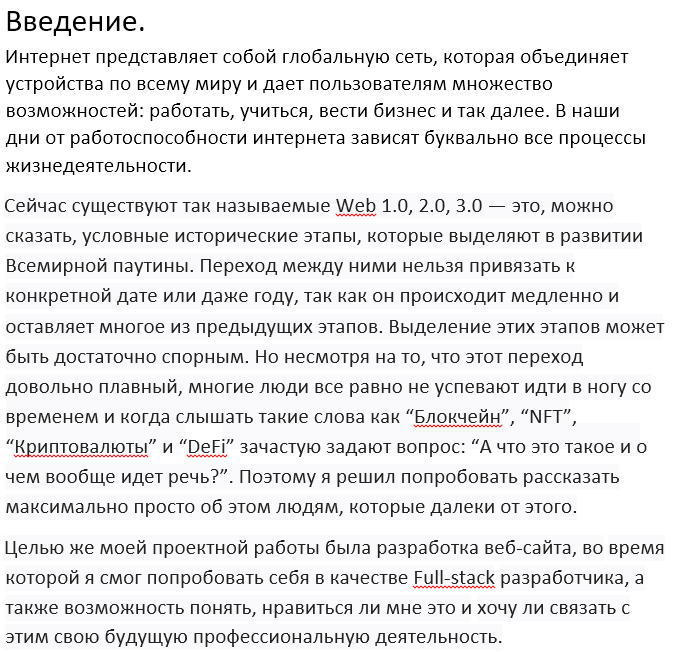 Введение.
Интернет представляет собой глобальную сеть, которая объединяет
устройства по всему миру и дает пользователям множество
возможностей: работать, учиться, вести бизнес и так далее. В наши
дни от работоспособности интернета зависят буквально все процессы
жизнедеятельности.
Сейчас существуют так называемые Web 1.0, 2.0, 3.0 — это, можно
сказать, условные исторические этапы, которые выделяют в развитии
Всемирной паутины. Переход между ними нельзя привязать к
конкретной дате или даже году, так как он происходит медленно и
оставляет многое из предыдущих этапов. Выделение этих этапов может
быть достаточно спорным. Но несмотря на то, что этот переход
довольно плавный, многие люди все равно не успевают идти в ногу со
временем и когда слышать такие слова как “Блокчейн”, “NFT”,
“Криптовалюты” и “DeFi” зачастую задают вопрос: “А что это такое и о
чем вообще идет речь?”. Поэтому я решил попробовать рассказать
максимально просто об этом людям, которые далеки от этого.
Целью же моей проектной работы была разработка веб-сайта, во время
которой я смог попробовать себя в качестве Full-stack разработчика, а
также возможность понять, нравиться ли мне это и хочу ли связать с
этим свою будущую профессиональную деятельность.